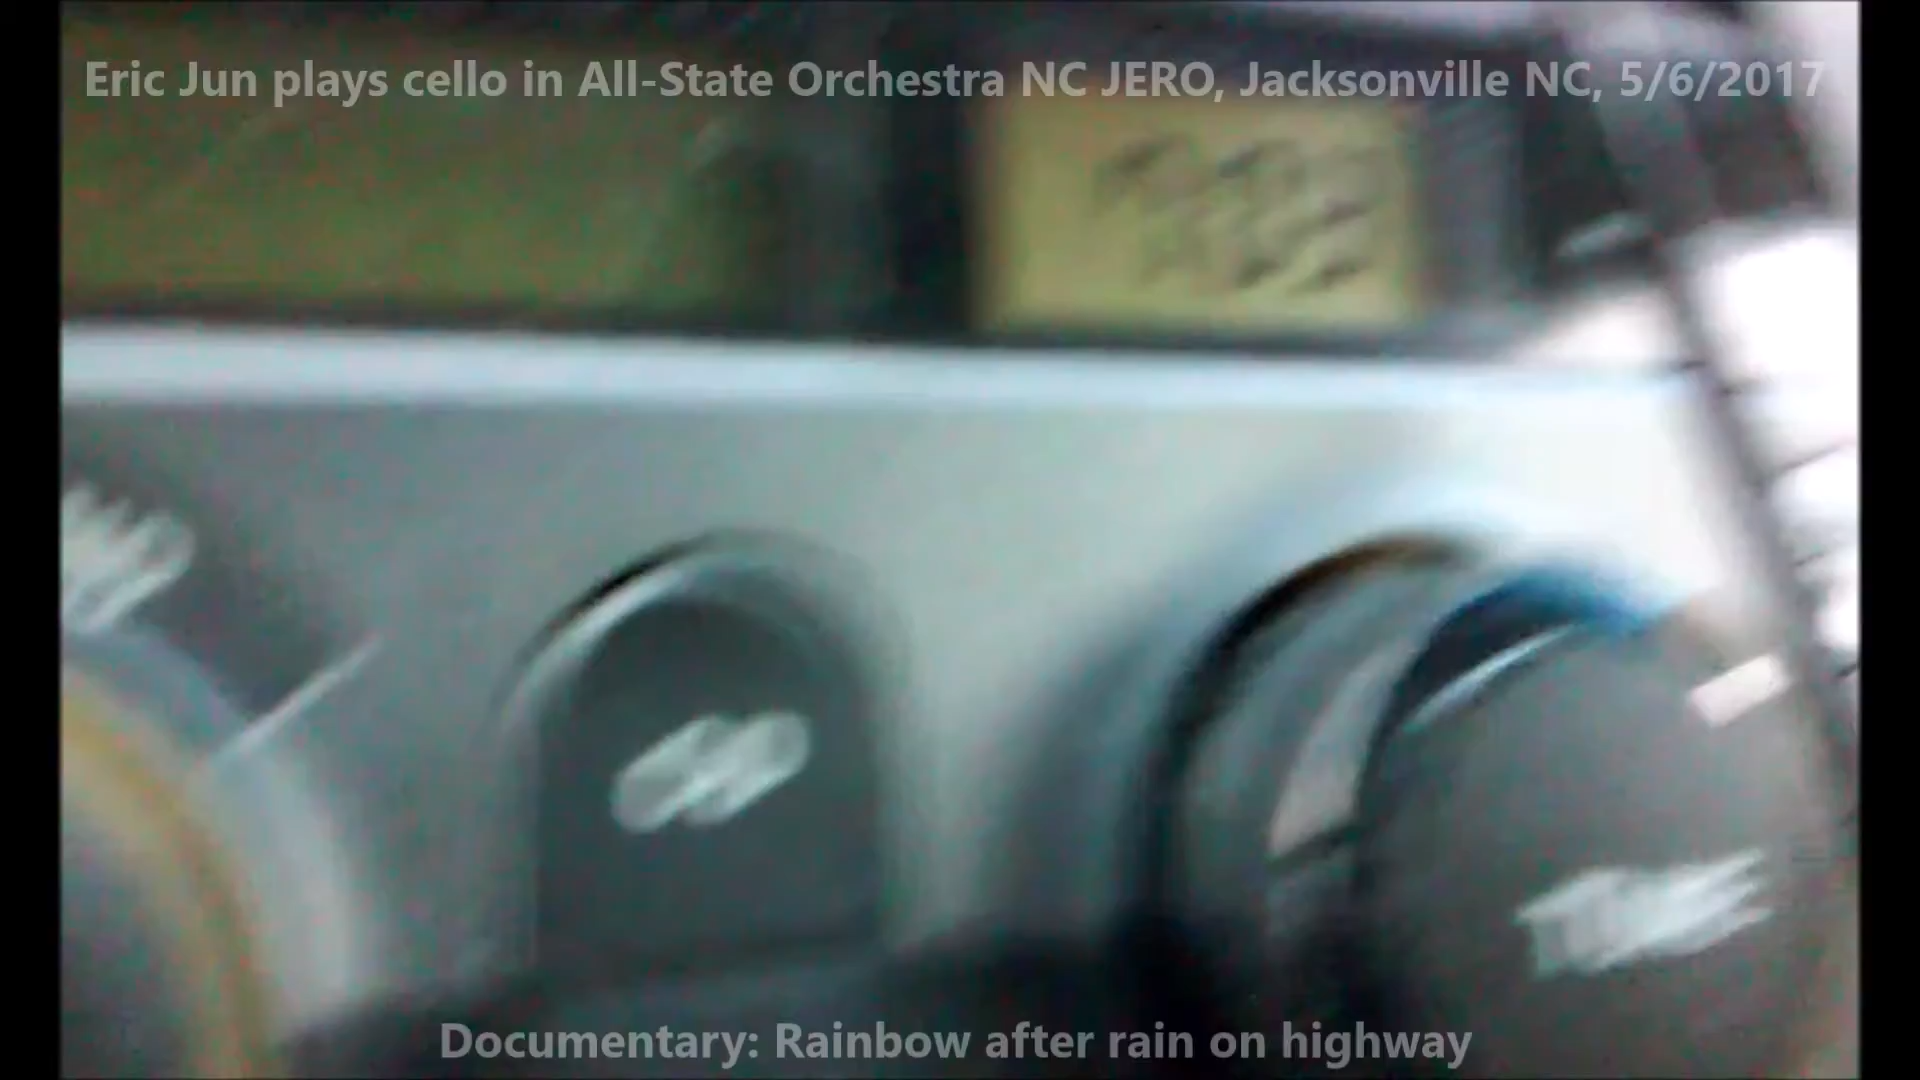 Eric Jun plays cello in All-State Orchestra NC JERO, Jacksonville NC, 5/6/2017
Documentary: Rainbow after rain on highway